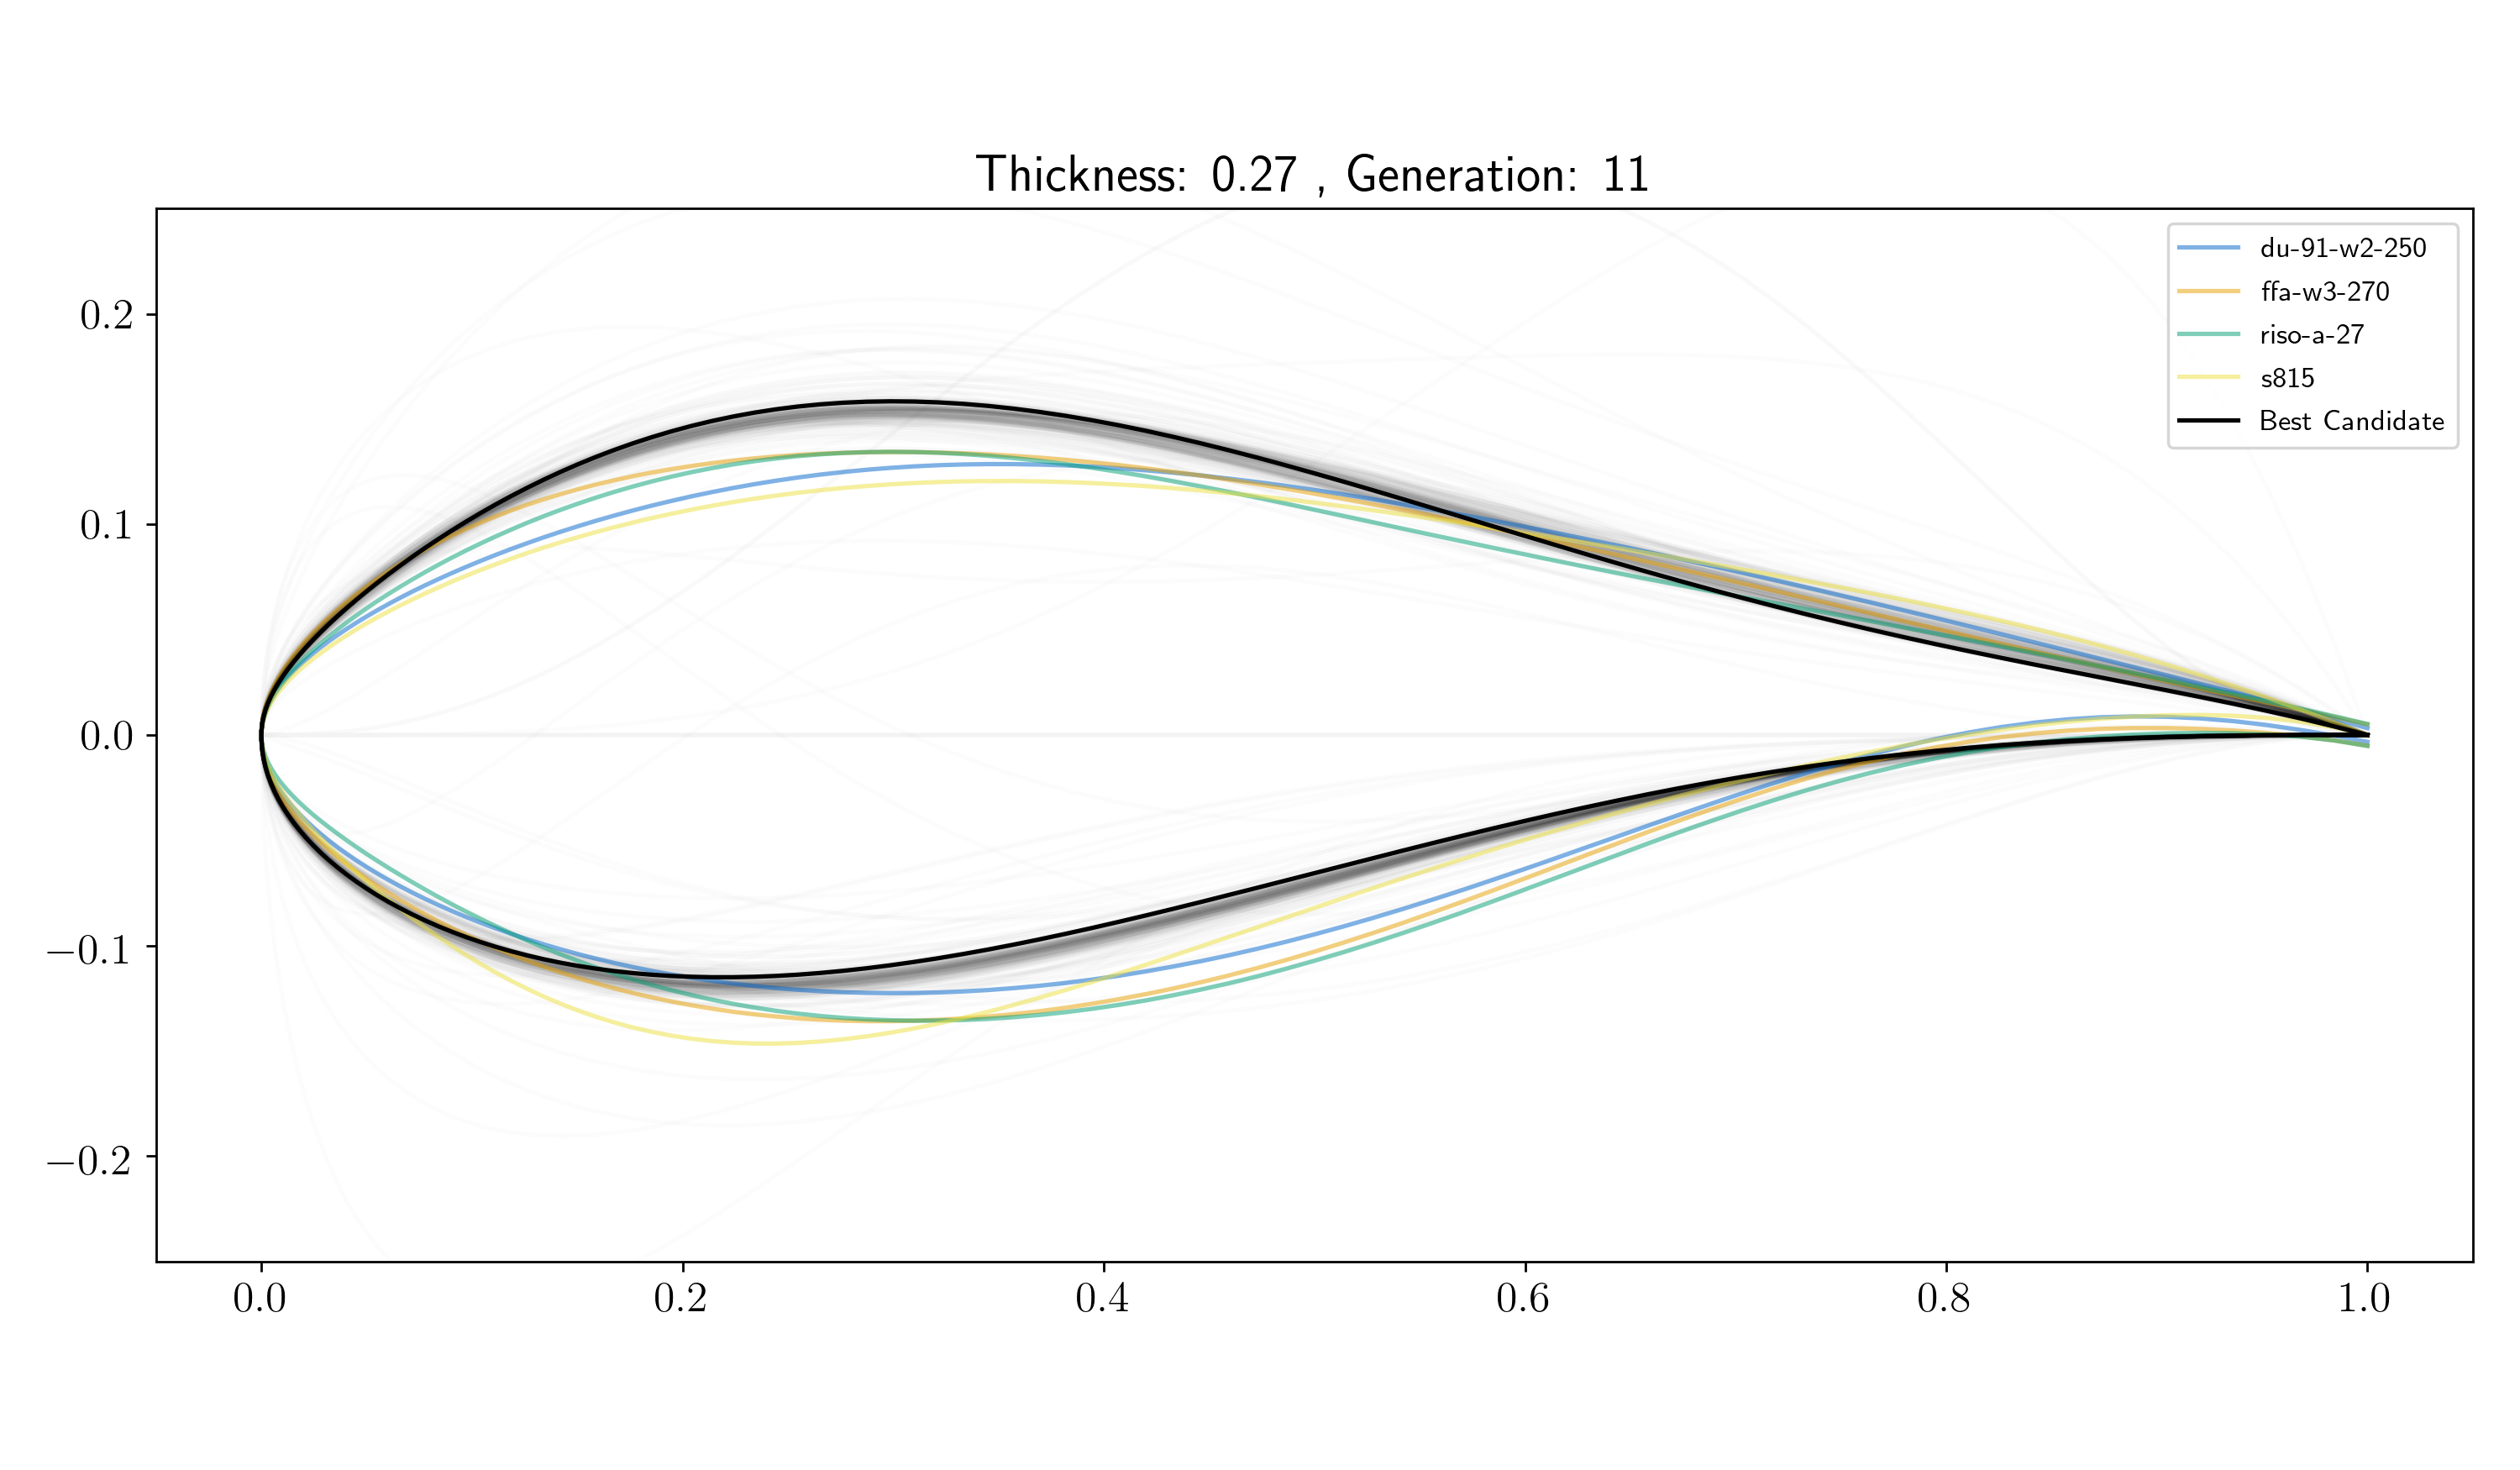 Thickness: 0.27 , Generation: 11
du-91-w2-250
ffa-w3-270
riso-a-27
s815
Best Candidate
0.2
0.1
0.0
−0.1
−0.2
0.0 0.2 0.4 0.6 0.8 1.0